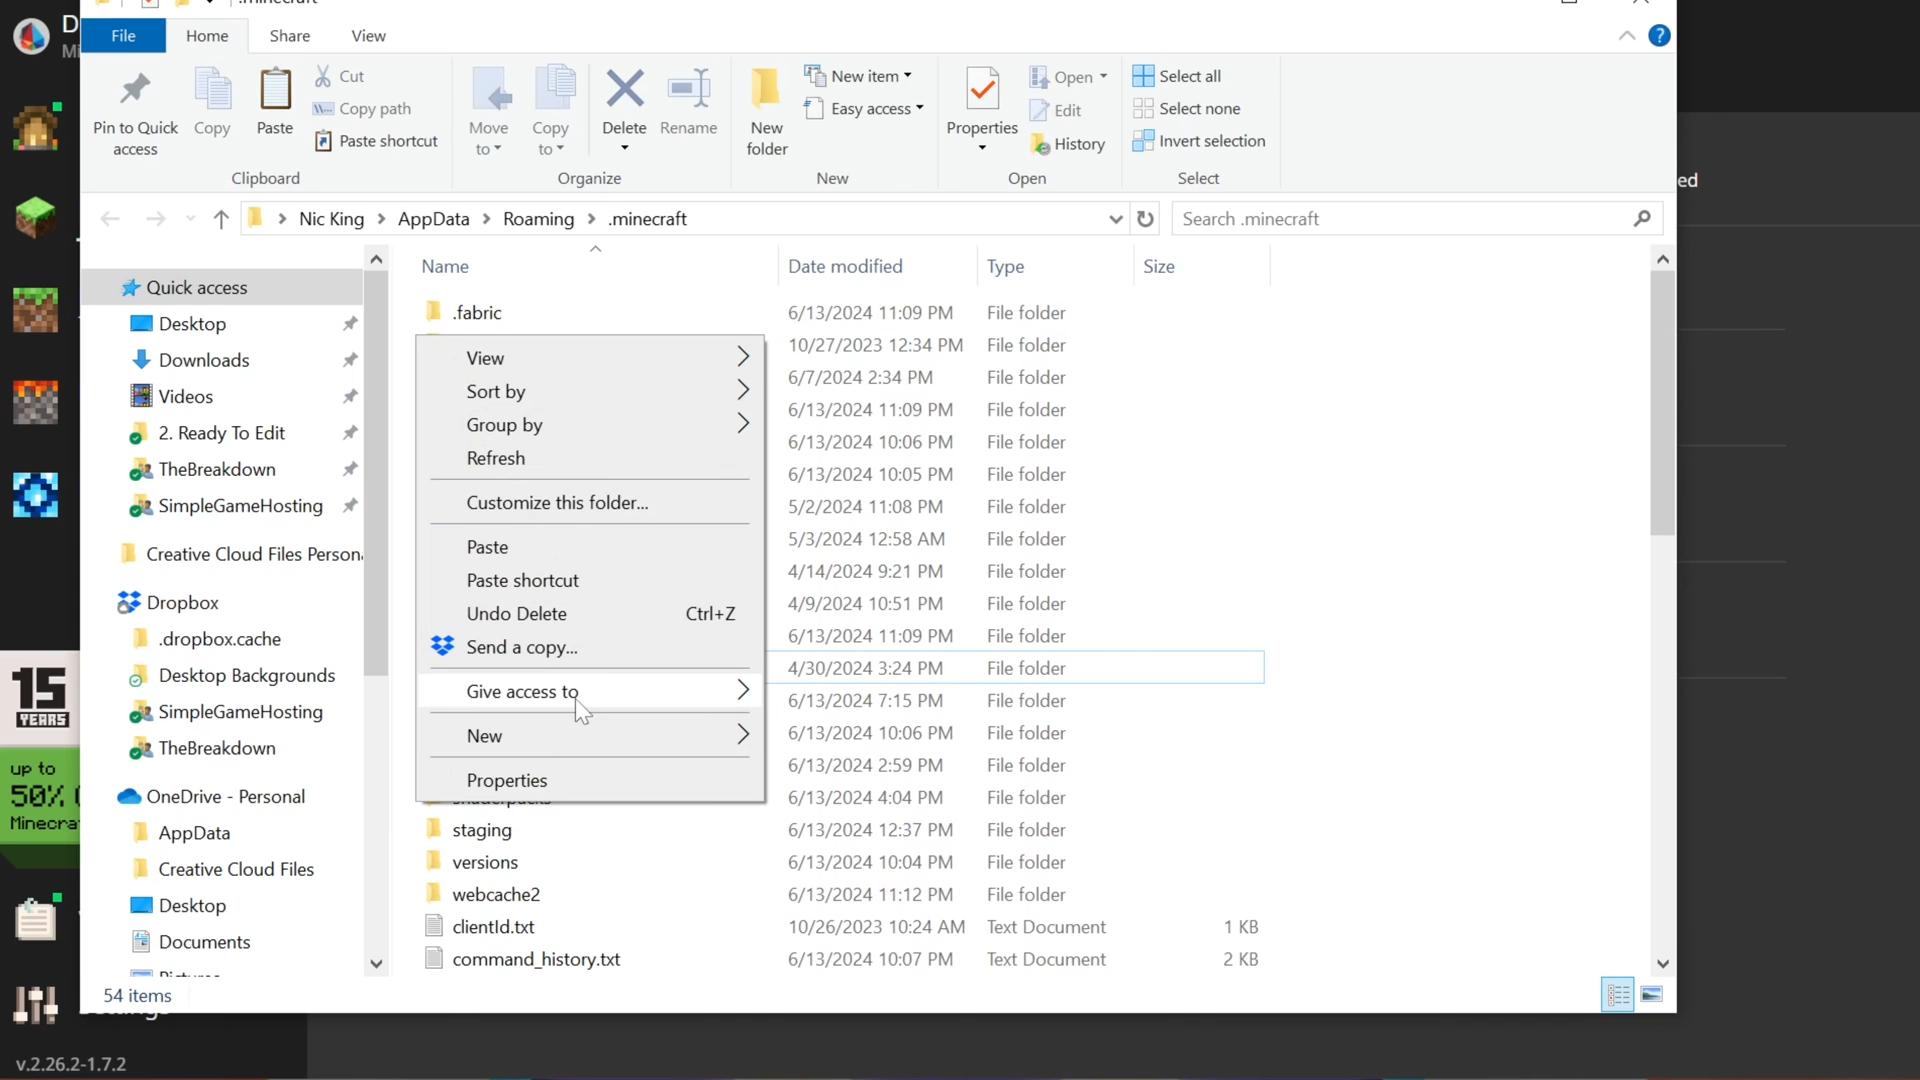 .minecraft
File Home Share View
Pin to Quick access
Copy
Paste
Cut
Copy path
Paste shortcut
Clipboard
Move to
Copy to
Delete
Rename
Organize
New folder
New item
Easy access
New
Properties
Open
Edit
History
Open
Select all
Select none
Invert selection
Select
Nic King > AppData > Roaming > .minecraft
Search .minecraft
Name Date modified Type Size
Quick access
Desktop
Downloads
Videos
2. Ready To Edit
TheBreakdown
SimpleGameHosting
Creative Cloud Files
Dropbox
.dropbox.cache
Desktop Backgrounds
SimpleGameHosting
TheBreakdown
OneDrive - Personal
AppData
Creative Cloud Files
Desktop
Documents
.fabric 6/13/2024 11:09 PM File folder
10/27/2023 12:34 PM File folder
6/7/2024 2:34 PM File folder
6/13/2024 11:09 PM File folder
6/13/2024 10:06 PM File folder
6/13/2024 10:05 PM File folder
5/2/2024 11:08 PM File folder
5/3/2024 12:58 AM File folder
4/14/2024 9:21 PM File folder
4/9/2024 10:51 PM File folder
6/13/2024 11:09 PM File folder
4/30/2024 3:24 PM File folder
6/13/2024 7:15 PM File folder
6/13/2024 10:06 PM File folder
6/13/2024 2:59 PM File folder
6/13/2024 4:04 PM File folder
staging 6/13/2024 12:37 PM File folder
versions 6/13/2024 10:04 PM File folder
webcache2 6/13/2024 11:12 PM File folder
clientId.txt 10/26/2023 10:24 AM Text Document 1 KB
command_history.txt 6/13/2024 10:07 PM Text Document 2 KB
View
Sort by
Group by
Refresh
Customize this folder...
Paste
Paste shortcut
Undo Delete Ctrl+Z
Send a copy...
Give access to
New
Properties
54 items
15
YEARS
up to
50%
v.2.26.2-1.7.2